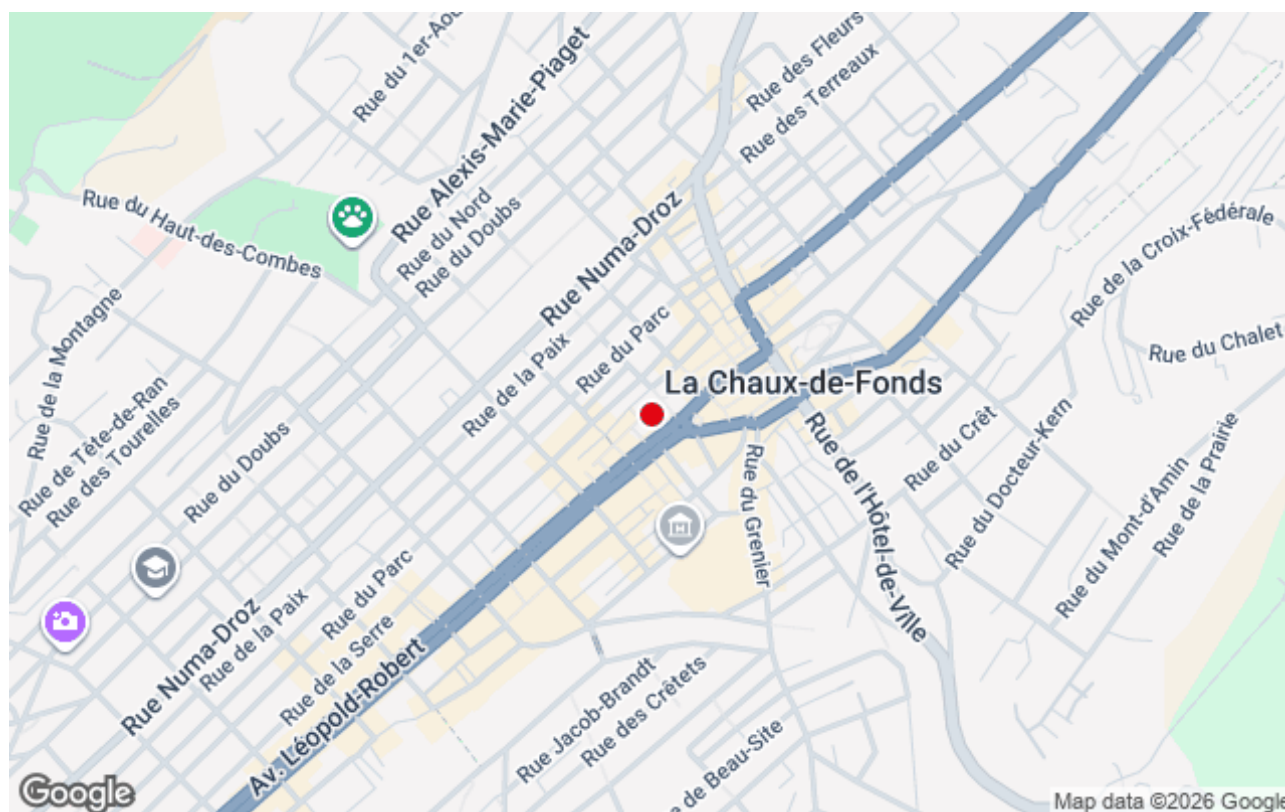 Rue du 1er-Aoû
Rue Alexis-Marie-Piaget
Rue des Fleurs
Rue des Terreaux
Rue du Haut-des-Combes
Rue du Nord
Rue du Doubs
Rue Numa-Droz
Rue de la Croix-Fédérale
Rue de la Montagne
Rue de la Paix
Rue du Parc
Rue du Chalet
La Chaux-de-Fonds
Rue de Tête-de-Ran
Rue des Tourelles
Rue du Doubs
Rue du Crêt
Rue du Docteur-Kern
Rue de l'Hôtel-de-Ville
Rue du Grenier
Rue du Mont-d'Amin
Rue de la Prairie
Rue Numa-Droz
Rue de la Paix
Rue du Parc
Rue de la Serre
Av. Léopold-Robert
Rue Jacob-Brandt
Rue des Crêtets
e de Beau-Site
Google
Map data ©2026 Google